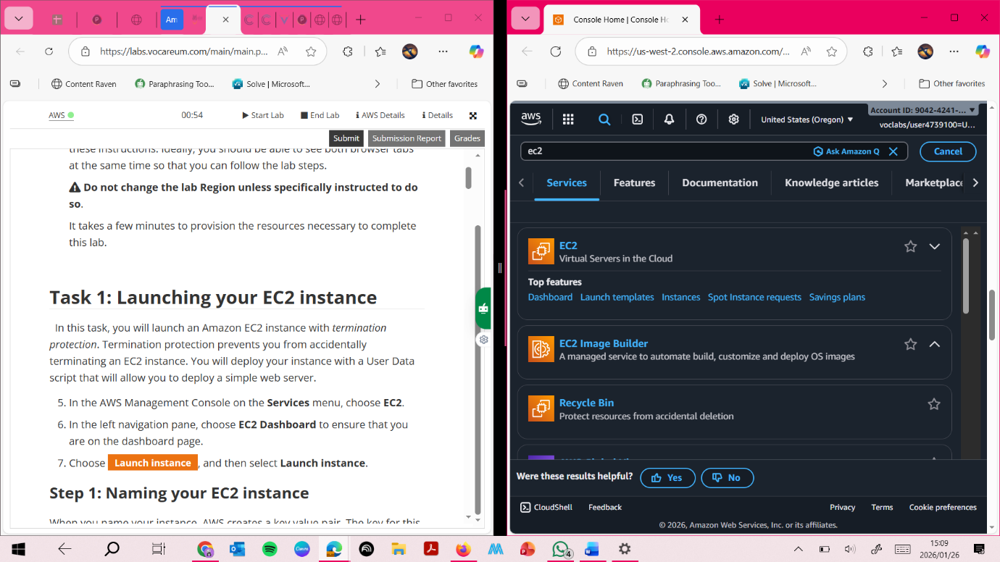 Am
https://labs.vocareum.com/main/main.p...
Content Raven
Paraphrasing Too...
Solve | Microsoft...
Other favorites
AWS
00:54
Start Lab
End Lab
AWS Details
Details
Submit
Submission Report
Grades
these instructions. Ideally, you should be able to see both browser tabs
at the same time so that you can follow the lab steps.
Do not change the lab Region unless specifically instructed to do
so.
It takes a few minutes to provision the resources necessary to complete
this lab.
Task 1: Launching your EC2 instance
In this task, you will launch an Amazon EC2 instance with termination
protection. Termination protection prevents you from accidentally
terminating an EC2 instance. You will deploy your instance with a User Data
script that will allow you to deploy a simple web server.
5. In the AWS Management Console on the Services menu, choose EC2.
6. In the left navigation pane, choose EC2 Dashboard to ensure that you
are on the dashboard page.
7. Choose Launch instance, and then select Launch instance.
Step 1: Naming your EC2 instance
When you name your instance, AWS creates a key value pair. The key for this
Console Home | Console Ho
https://us-west-2.console.aws.amazon.com/...
Content Raven
Paraphrasing Too...
Solve | Microsoft...
Other favorites
aws
United States (Oregon)
Account ID: 9042-4241-...
voclabs/user4739100=U...
ec2
Ask Amazon Q
Cancel
Services
Features
Documentation
Knowledge articles
Marketplace
EC2
Virtual Servers in the Cloud
Top features
Dashboard
Launch templates
Instances
Spot Instance requests
Savings plans
EC2 Image Builder
A managed service to automate build, customize and deploy OS images
Recycle Bin
Protect resources from accidental deletion
Were these results helpful?
Yes
No
CloudShell
Feedback
Privacy
Terms
Cookie preferences
© 2026, Amazon Web Services, Inc. or its affiliates.
4
15:09
2026/01/26